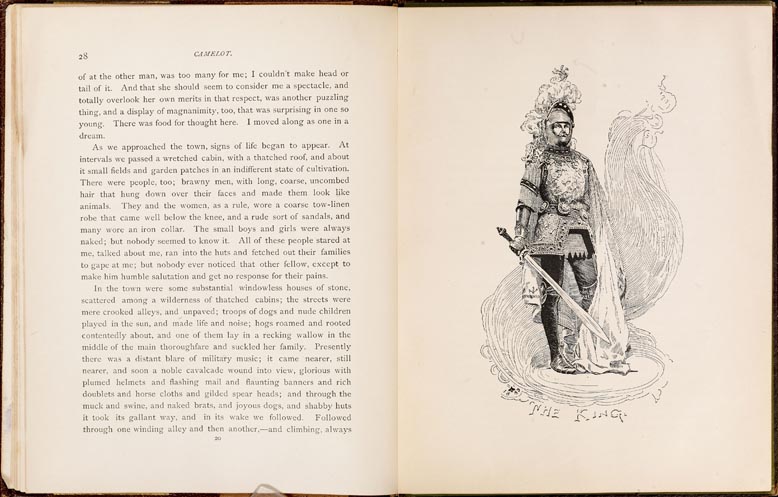 28
CAMELOT.
of at the other man, was too many for me; I couldn't make head or
tail of it. And that she should seem to consider me a spectacle, and
totally overlook her own merits in that respect, was another puzzling
thing, and a display of magnanimity, too, that was surprising in one so
young. There was food for thought here. I moved along as one in a
dream.
As we approached the town, signs of life began to appear. At
intervals we passed a wretched cabin, with a thatched roof, and about
it small fields and garden patches in an indifferent state of cultivation.
There were people, too; brawny men, with long, coarse, uncombed
hair that hung down over their faces and made them look like
animals. They and the women, as a rule, wore a coarse tow-linen
robe that came well below the knee, and a rude sort of sandals, and
many wore an iron collar. The small boys and girls were always
naked; but nobody seemed to know it. All of these people stared at
me, talked about me, ran into the huts and fetched out their families
to gape at me; but nobody ever noticed that other fellow, except to
make him humble salutation and get no response for their pains.
In the town were some substantial windowless houses of stone,
scattered among a wilderness of thatched cabins; the streets were
mere crooked alleys, and unpaved; troops of dogs and nude children
played in the sun, and made life and noise; hogs roamed and rooted
contentedly about, and one of them lay in a reeking wallow in the
middle of the main thoroughfare and suckled her family. Presently
there was a distant blare of military music; it came nearer, still
nearer, and soon a noble cavalcade wound into view, glorious with
plumed helmets and flashing mail and flaunting banners and rich
doublets and horse cloths and gilded spear heads; and through the
muck and swine, and naked brats, and joyous dogs, and shabby huts
it took its gallant way, and in its wake we followed. Followed
through one winding alley and then another,—and climbing, always
20
THE KING.